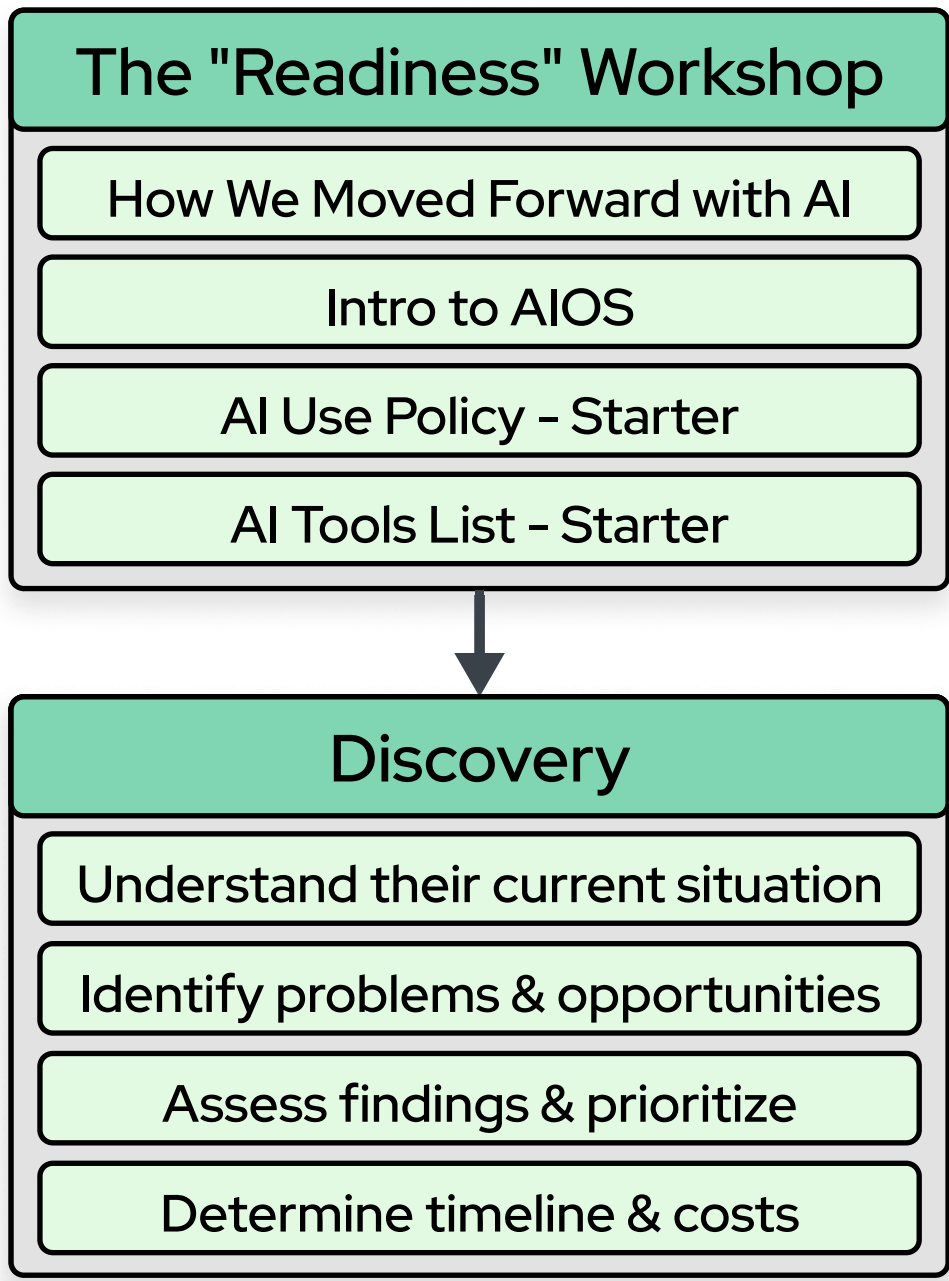 The "Readiness" Workshop
How We Moved Forward with AI
Intro to AIOS
AI Use Policy - Starter
AI Tools List - Starter
Discovery
Understand their current situation
Identify problems & opportunities
Assess findings & prioritize
Determine timeline & costs